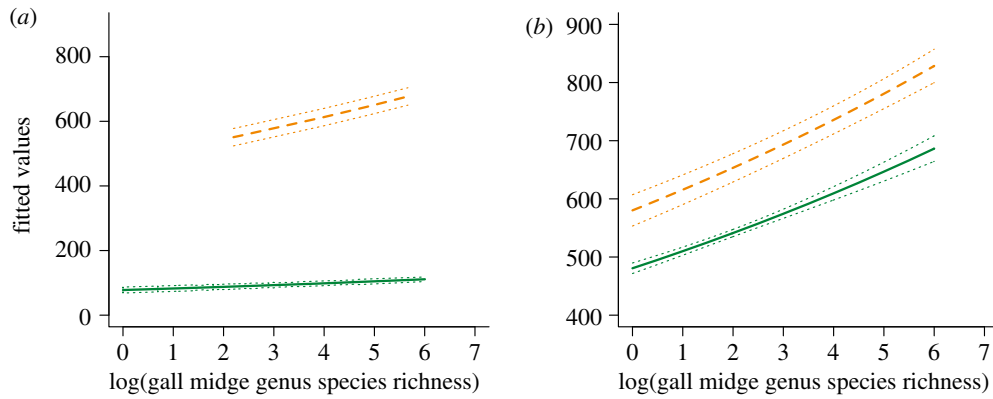 (a)
800
600
400
200
0
fitted values
0 1 2 3 4 5 6 7
log(gall midge genus species richness)
(b)
900
800
700
600
500
400
0 1 2 3 4 5 6 7
log(gall midge genus species richness)